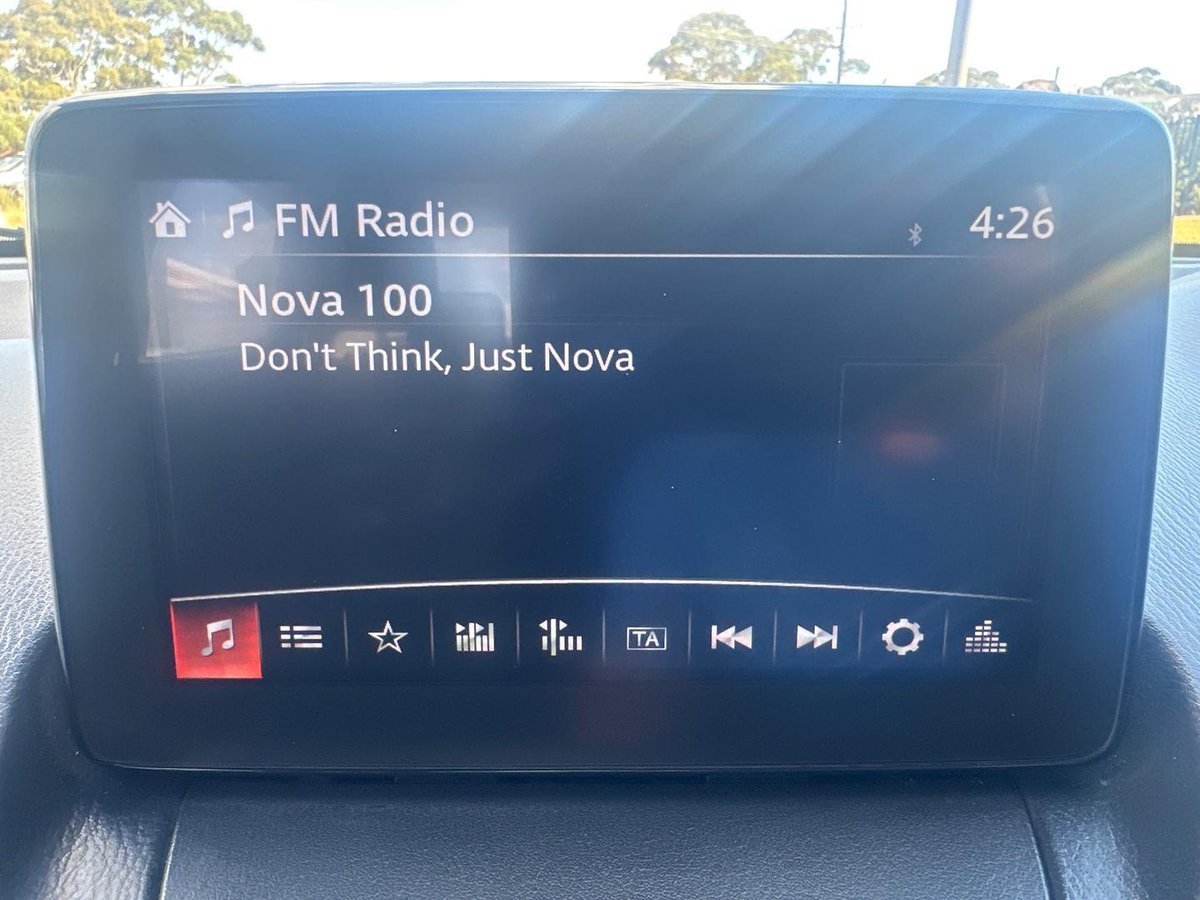 FM Radio
4:26
Nova 100
Don't Think, Just Nova
TA